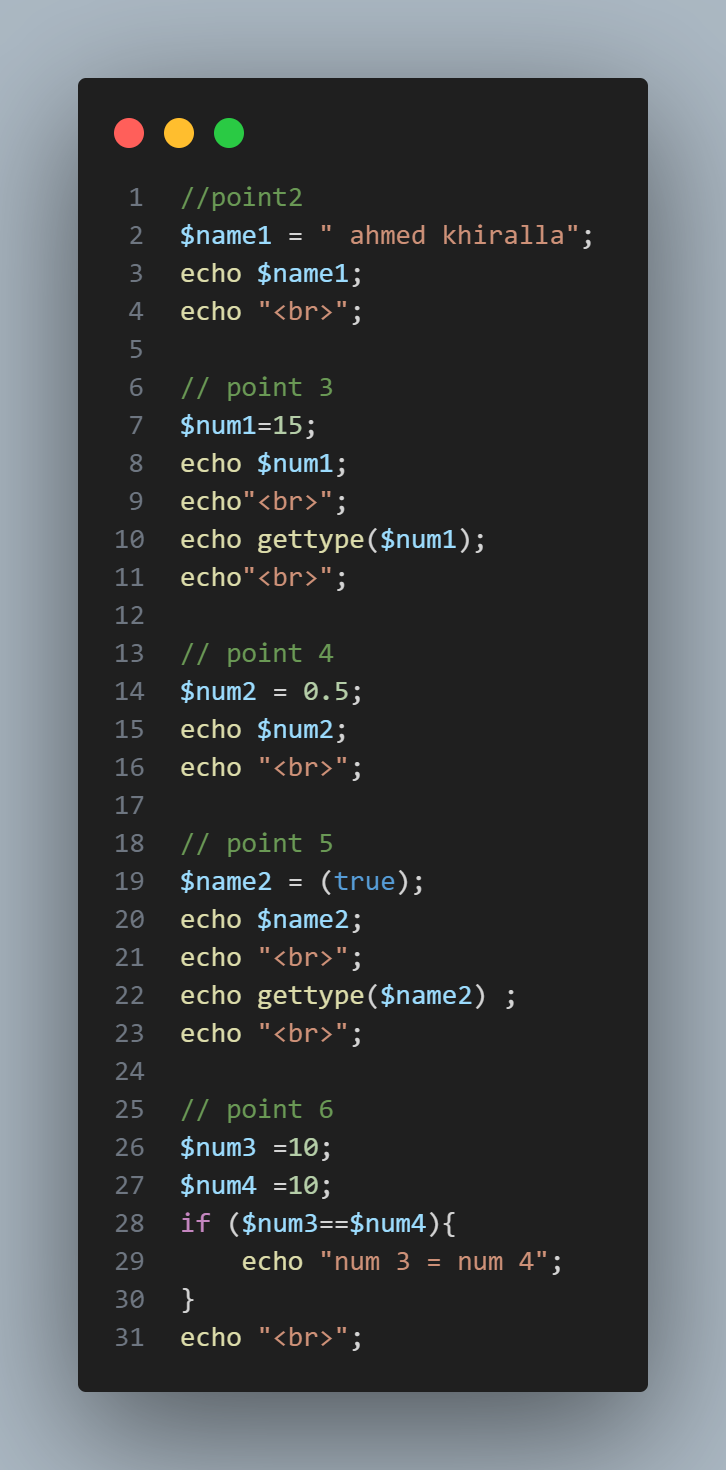 1 //point2
2 $name1 = " ahmed khiralla";
3 echo $name1;
4 echo "<br>";
5
6 // point 3
7 $num1=15;
8 echo $num1;
9 echo"<br>";
10 echo gettype($num1);
11 echo"<br>";
12
13 // point 4
14 $num2 = 0.5;
15 echo $num2;
16 echo "<br>";
17
18 // point 5
19 $name2 = (true);
20 echo $name2;
21 echo "<br>";
22 echo gettype($name2) ;
23 echo "<br>";
24
25 // point 6
26 $num3 =10;
27 $num4 =10;
28 if ($num3==$num4){
29     echo "num 3 = num 4";
30 }
31 echo "<br>";